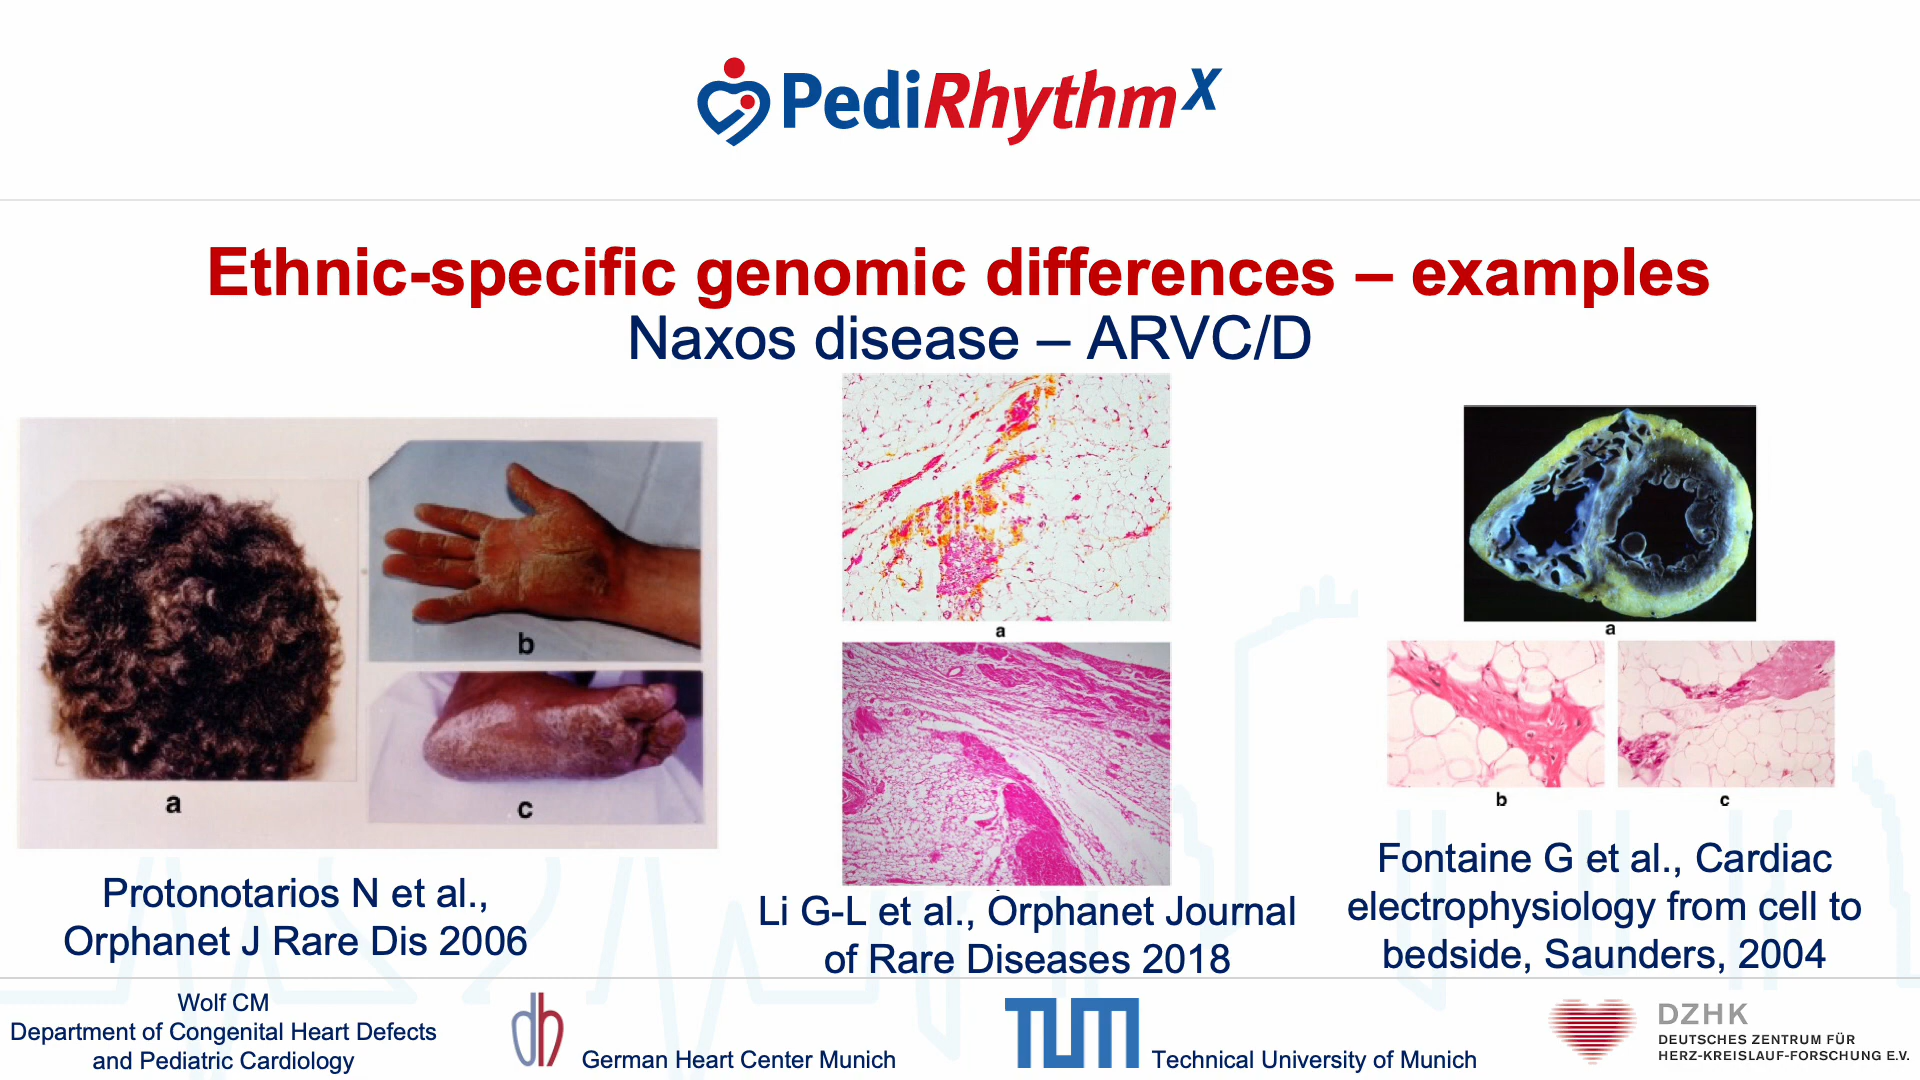 PediRhythm X
Ethnic-specific genomic differences – examples
Naxos disease – ARVC/D
a
b
c
Protonotarios N et al.,
Orphanet J Rare Dis 2006
a
Li G-L et al., Orphanet Journal
of Rare Diseases 2018
a
b
c
Fontaine G et al., Cardiac
electrophysiology from cell to
bedside, Saunders, 2004
Wolf CM
Department of Congenital Heart Defects
and Pediatric Cardiology
dh
German Heart Center Munich
TUM
Technical University of Munich
DZHK
DEUTSCHES ZENTRUM FÜR
HERZ-KREISLAUF-FORSCHUNG E.V.